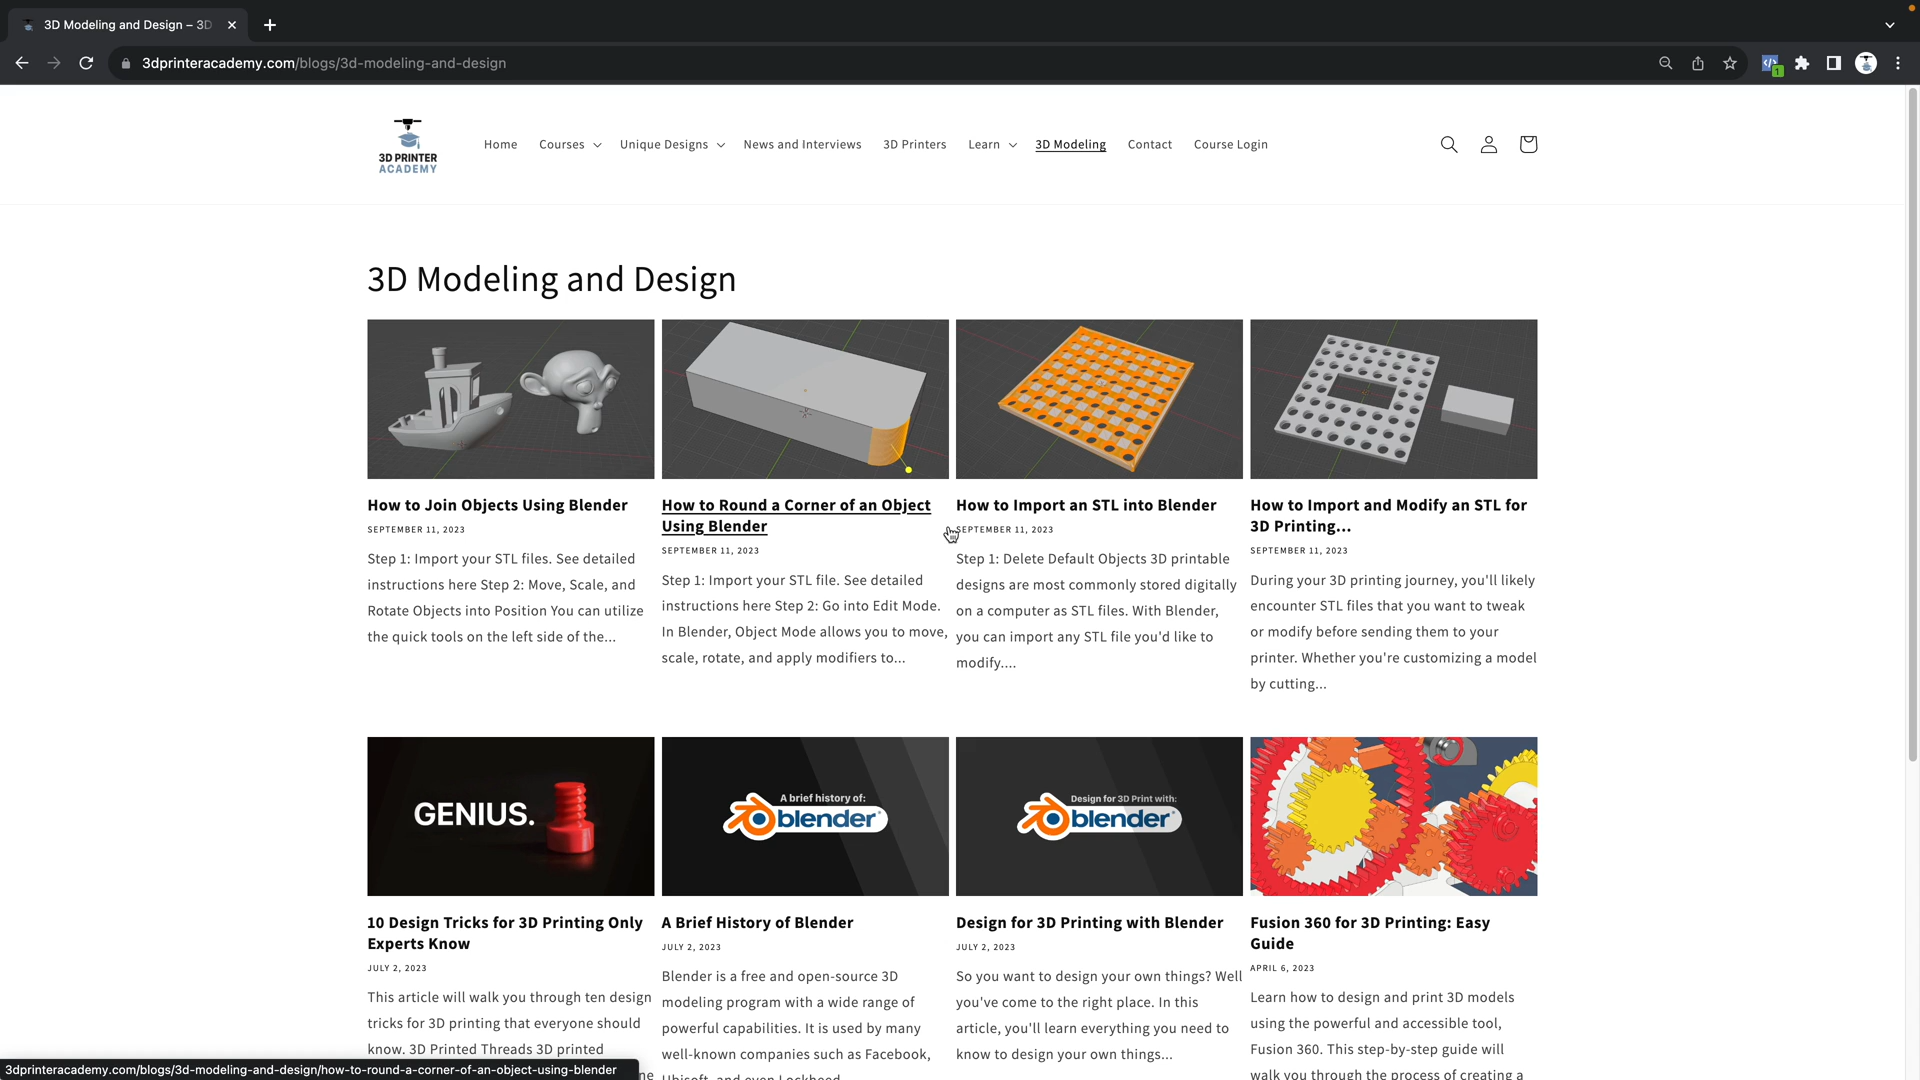 3D Modeling and Design – 3D
3dprinteracademy.com/blogs/3d-modeling-and-design
1
3D PRINTER
ACADEMY
Home
Courses
Unique Designs
News and Interviews
3D Printers
Learn
3D Modeling
Contact
Course Login
3D Modeling and Design
How to Join Objects Using Blender
SEPTEMBER 11, 2023
Step 1: Import your STL files. See detailed
instructions here Step 2: Move, Scale, and
Rotate Objects into Position You can utilize
the quick tools on the left side of the...
How to Round a Corner of an Object
Using Blender
SEPTEMBER 11, 2023
Step 1: Import your STL file. See detailed
instructions here Step 2: Go into Edit Mode.
In Blender, Object Mode allows you to move,
scale, rotate, and apply modifiers to...
How to Import an STL into Blender
SEPTEMBER 11, 2023
Step 1: Delete Default Objects 3D printable
designs are most commonly stored digitally
on a computer as STL files. With Blender,
you can import any STL file you'd like to
modify....
How to Import and Modify an STL for
3D Printing...
SEPTEMBER 11, 2023
During your 3D printing journey, you'll likely
encounter STL files that you want to tweak
or modify before sending them to your
printer. Whether you're customizing a model
by cutting...
GENIUS.
10 Design Tricks for 3D Printing Only
Experts Know
JULY 2, 2023
This article will walk you through ten design
tricks for 3D printing that everyone should
know. 3D Printed Threads 3D printed
A brief history of:
blender
A Brief History of Blender
JULY 2, 2023
Blender is a free and open-source 3D
modeling program with a wide range of
powerful capabilities. It is used by many
well-known companies such as Facebook,
Ubisoft, and even Lockheed
Design for 3D Print with:
blender
Design for 3D Printing with Blender
JULY 2, 2023
So you want to design your own things? Well
you've come to the right place. In this
article, you'll learn everything you need to
know to design your own things...
Fusion 360 for 3D Printing: Easy
Guide
APRIL 6, 2023
Learn how to design and print 3D models
using the powerful and accessible tool,
Fusion 360. This step-by-step guide will
walk you through the process of creating a
3dprinteracademy.com/blogs/3d-modeling-and-design/how-to-round-a-corner-of-an-object-using-blender